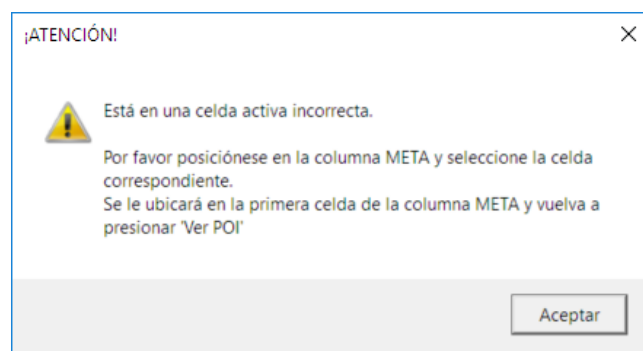 ¡ATENCIÓN!
Está en una celda activa incorrecta.
Por favor posiciónese en la columna META y seleccione la celda
correspondiente.
Se le ubicará en la primera celda de la columna META y vuelva a
presionar 'Ver POI'
Aceptar